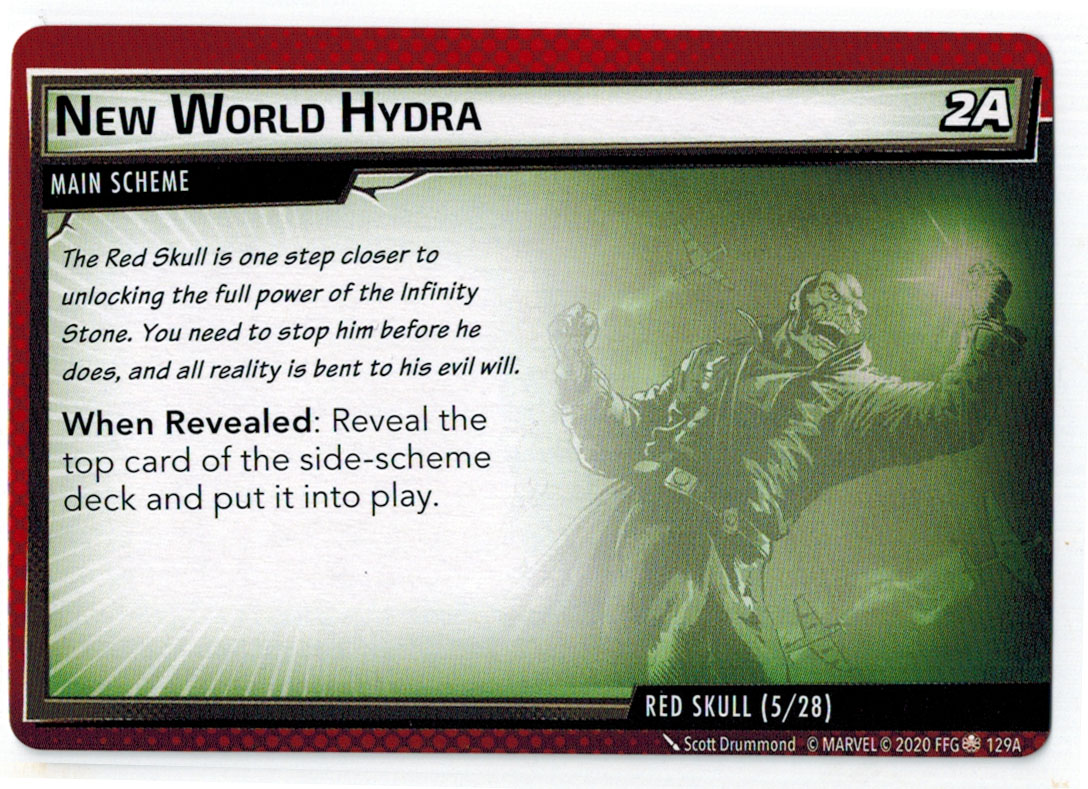 New World Hydra
2A
MAIN SCHEME
The Red Skull is one step closer to
unlocking the full power of the Infinity
Stone. You need to stop him before he
does, and all reality is bent to his evil will.
When Revealed: Reveal the
top card of the side-scheme
deck and put it into play.
RED SKULL (5/28)
Scott Drummond © MARVEL © 2020 FFG 129A